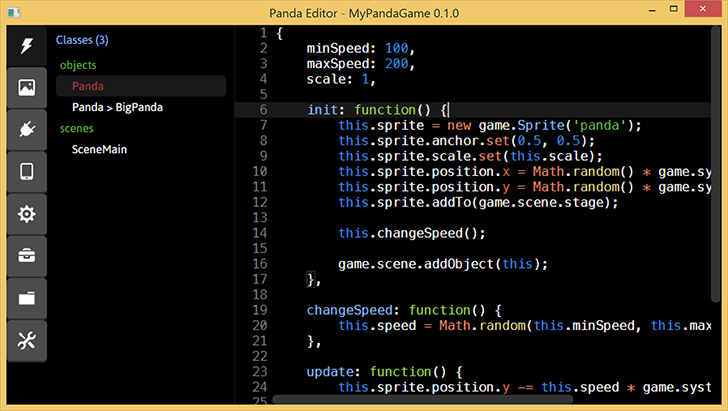 Panda Editor - MyPandaGame 0.1.0
Classes (3)
objects
Panda
Panda > BigPanda
scenes
SceneMain
1 {
2 minSpeed: 100,
3 maxSpeed: 200,
4 scale: 1,
5
6 init: function() {
7 this.sprite = new game.Sprite('panda');
8 this.sprite.anchor.set(0.5, 0.5);
9 this.sprite.scale.set(this.scale);
10 this.sprite.position.x = Math.random() * game.sys
11 this.sprite.position.y = Math.random() * game.sys
12 this.sprite.addTo(game.scene.stage);
13
14 this.changeSpeed();
15
16 game.scene.addObject(this);
17 },
18
19 changeSpeed: function() {
20 this.speed = Math.random(this.minSpeed, this.max
21 },
22
23 update: function() {
24 this.sprite.position.y -= this.speed * game.syst
25